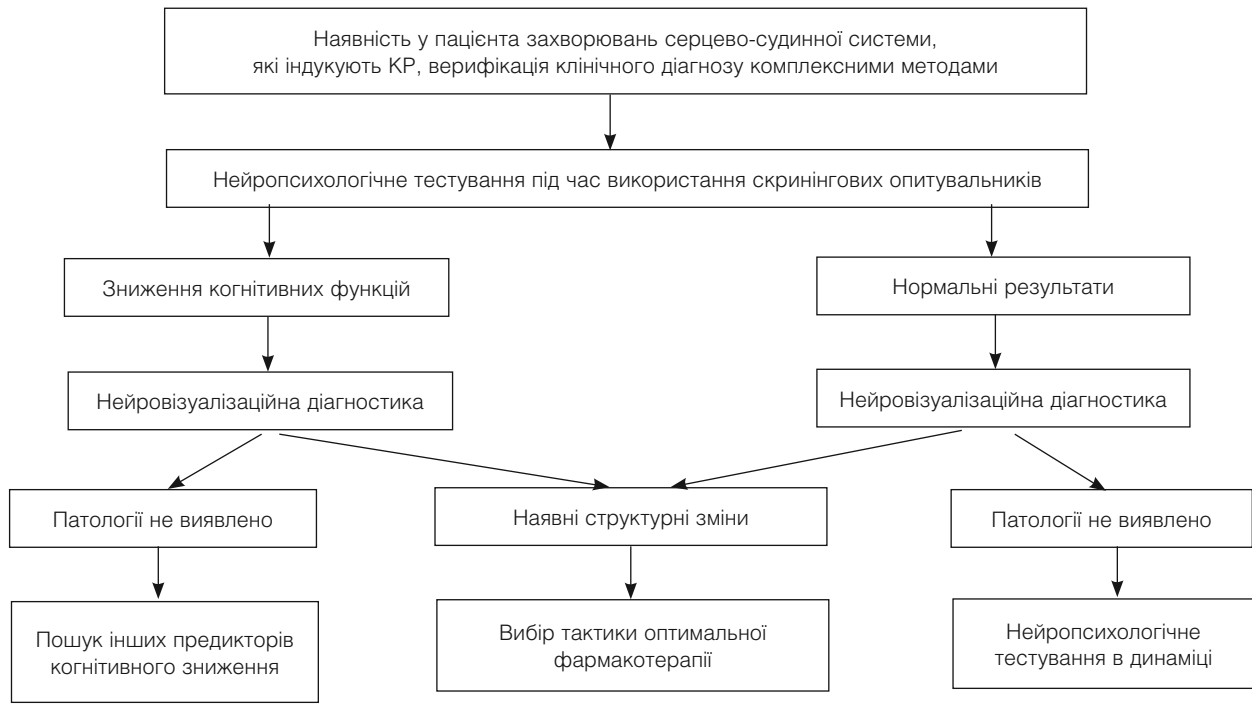 Наявність у пацієнта захворювань серцево-судинної системи,
які індукують КР, верифікація клінічного діагнозу комплексними методами
Нейропсихологічне тестування під час використання скринінгових опитувальників
Зниження когнітивних функцій
Нормальні результати
Нейровізуалізаційна діагностика
Нейровізуалізаційна діагностика
Патології не виявлено
Наявні структурні зміни
Патології не виявлено
Пошук інших предикторів
когнітивного зниження
Вибір тактики оптимальної
фармакотерапії
Нейропсихологічне
тестування в динаміці